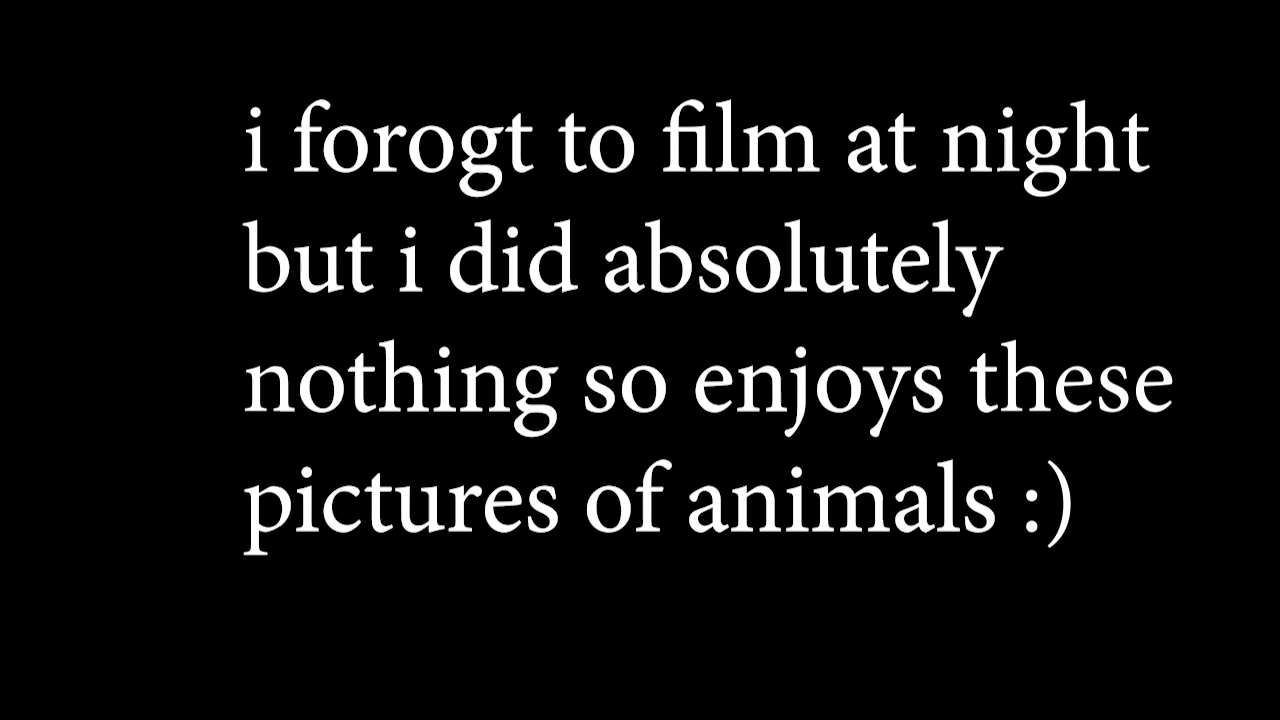 i forogt to film at night
but i did absolutely
nothing so enjoys these
pictures of animals :)